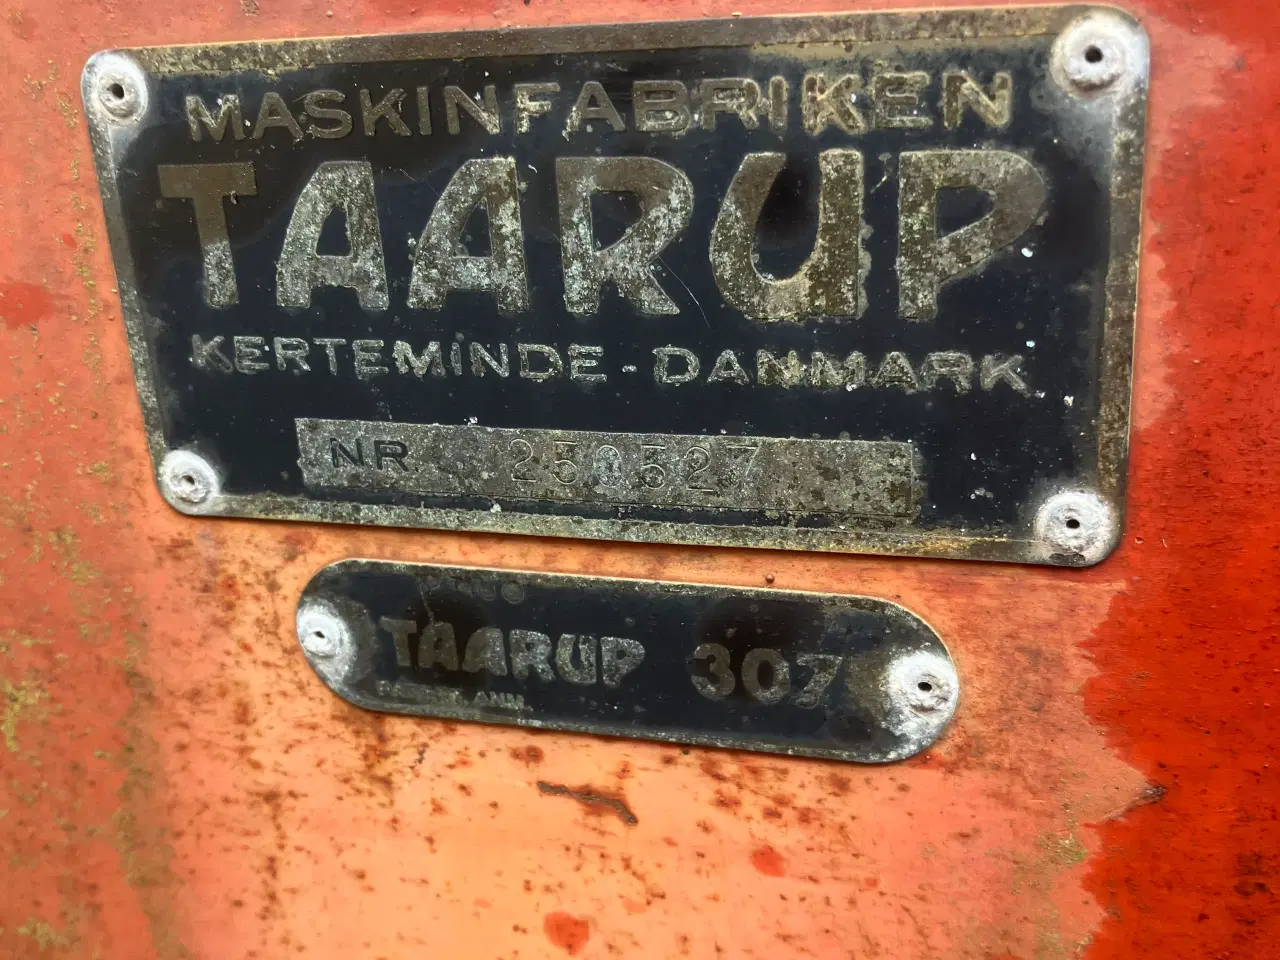 MASKINFABRIKEN
TAARUP
KERTEMINDE - DANMARK
NR. 250527
TAARUP 307